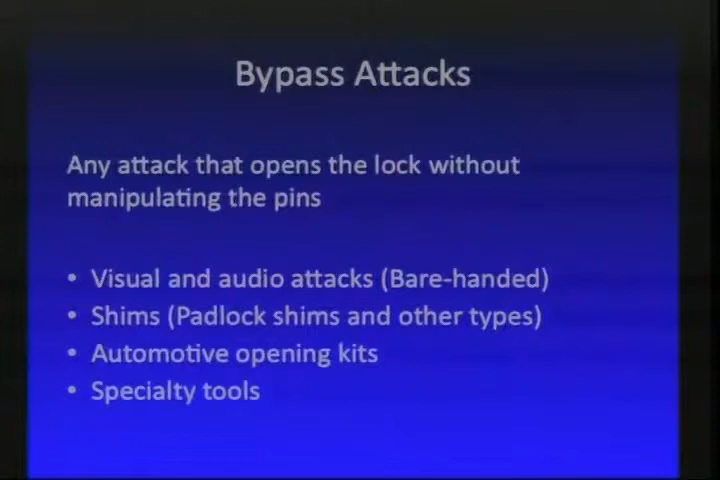 Bypass Attacks
Any attack that opens the lock without
manipulating the pins
• Visual and audio attacks (Bare-handed)
• Shims (Padlock shims and other types)
• Automotive opening kits
• Specialty tools